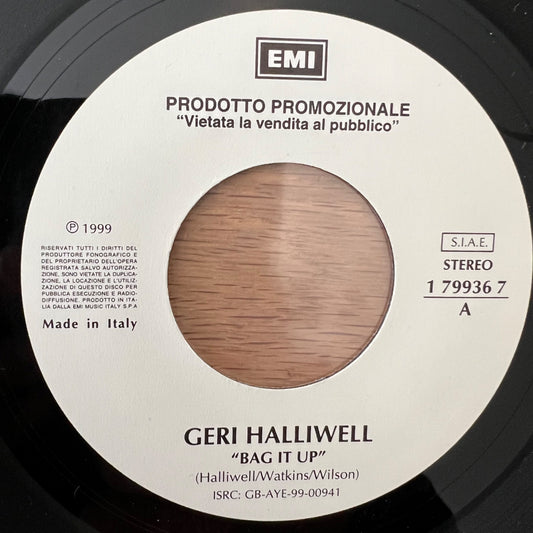 EMI
PRODOTTO PROMOZIONALE
“Vietata la vendita al pubblico”
℗ 1999
RISERVATI TUTTI I DIRITTI DEL
PRODUTTORE FONOGRAFICO E
DEL PROPRIETARIO DELL'OPERA
REGISTRATA SALVO AUTORIZZA-
ZIONE, SONO VIETATE LA DUPLICA-
ZIONE, LA LOCAZIONE E L'UTILIZ-
ZAZIONE DI QUESTO DISCO PER
PUBBLICA ESECUZIONE E RADIO-
DIFFUSIONE. PRODOTTO IN ITA-
LIA DALLA EMI MUSIC ITALY S.P.A
Made in Italy
S.I.A.E.
STEREO
1 79936 7
A
GERI HALLIWELL
“BAG IT UP”
(Halliwell/Watkins/Wilson)
ISRC: GB-AYE-99-00941